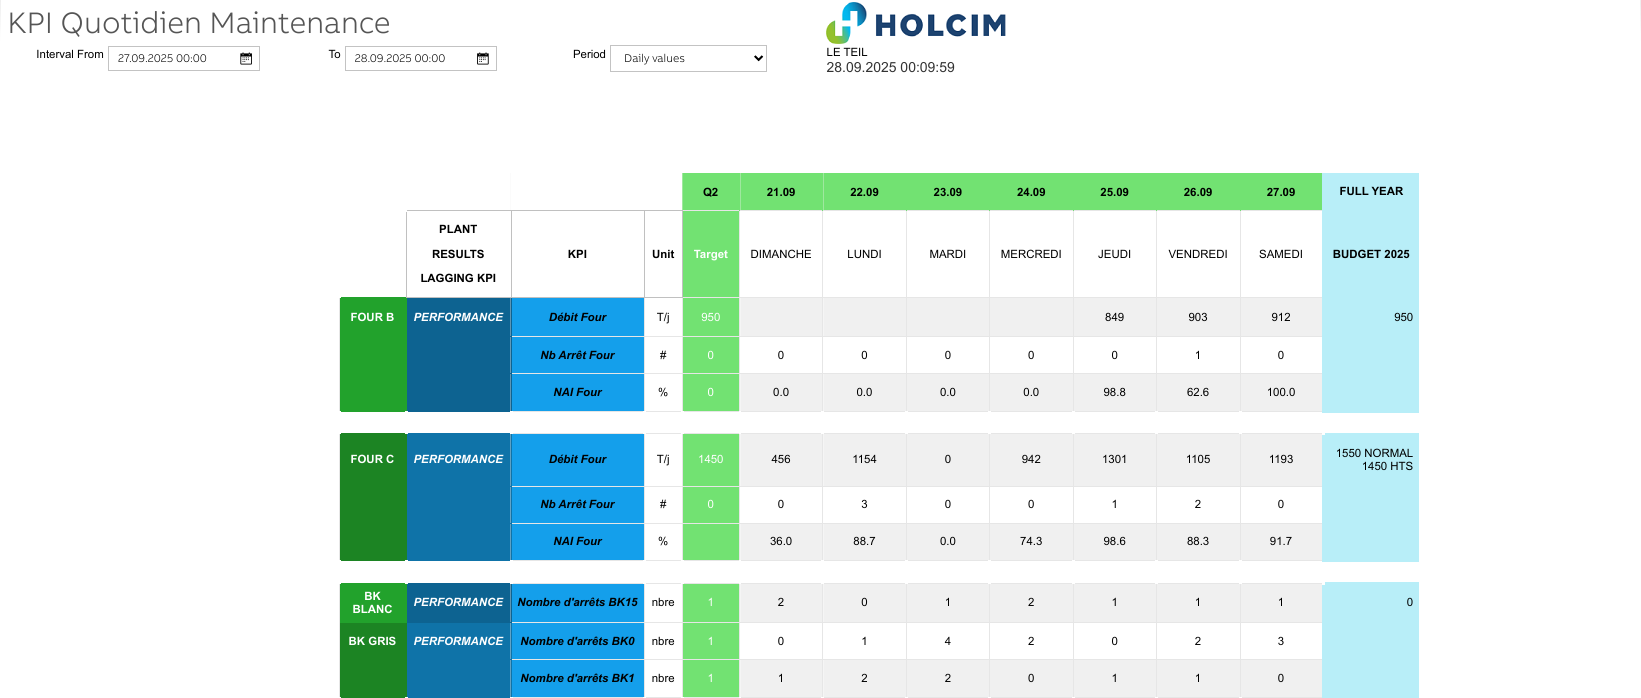 KPI Quotidien Maintenance
HOLCIM
Interval From 27.09.2025 00:00 To 28.09.2025 00:00 Period Daily values
LE TEIL
28.09.2025 00:09:59
Q2 21.09 22.09 23.09 24.09 25.09 26.09 27.09 FULL YEAR
PLANT
RESULTS
LAGGING KPI
KPI Unit Target DIMANCHE LUNDI MARDI MERCREDI JEUDI VENDREDI SAMEDI BUDGET 2025
FOUR B PERFORMANCE Débit Four T/j 950 849 903 912 950
Nb Arrêt Four # 0 0 0 0 0 0 1 0
NAI Four % 0 0.0 0.0 0.0 0.0 98.8 62.6 100.0
FOUR C PERFORMANCE Débit Four T/j 1450 456 1154 0 942 1301 1105 1193 1550 NORMAL
1450 HTS
Nb Arrêt Four # 0 0 3 0 0 1 2 0
NAI Four % 36.0 88.7 0.0 74.3 98.6 88.3 91.7
BK
BLANC
PERFORMANCE Nombre d'arrêts BK15 nbre 1 2 0 1 2 1 1 1 0
BK GRIS PERFORMANCE Nombre d'arrêts BK0 nbre 1 0 1 4 2 0 2 3
Nombre d'arrêts BK1 nbre 1 1 2 2 0 1 1 0